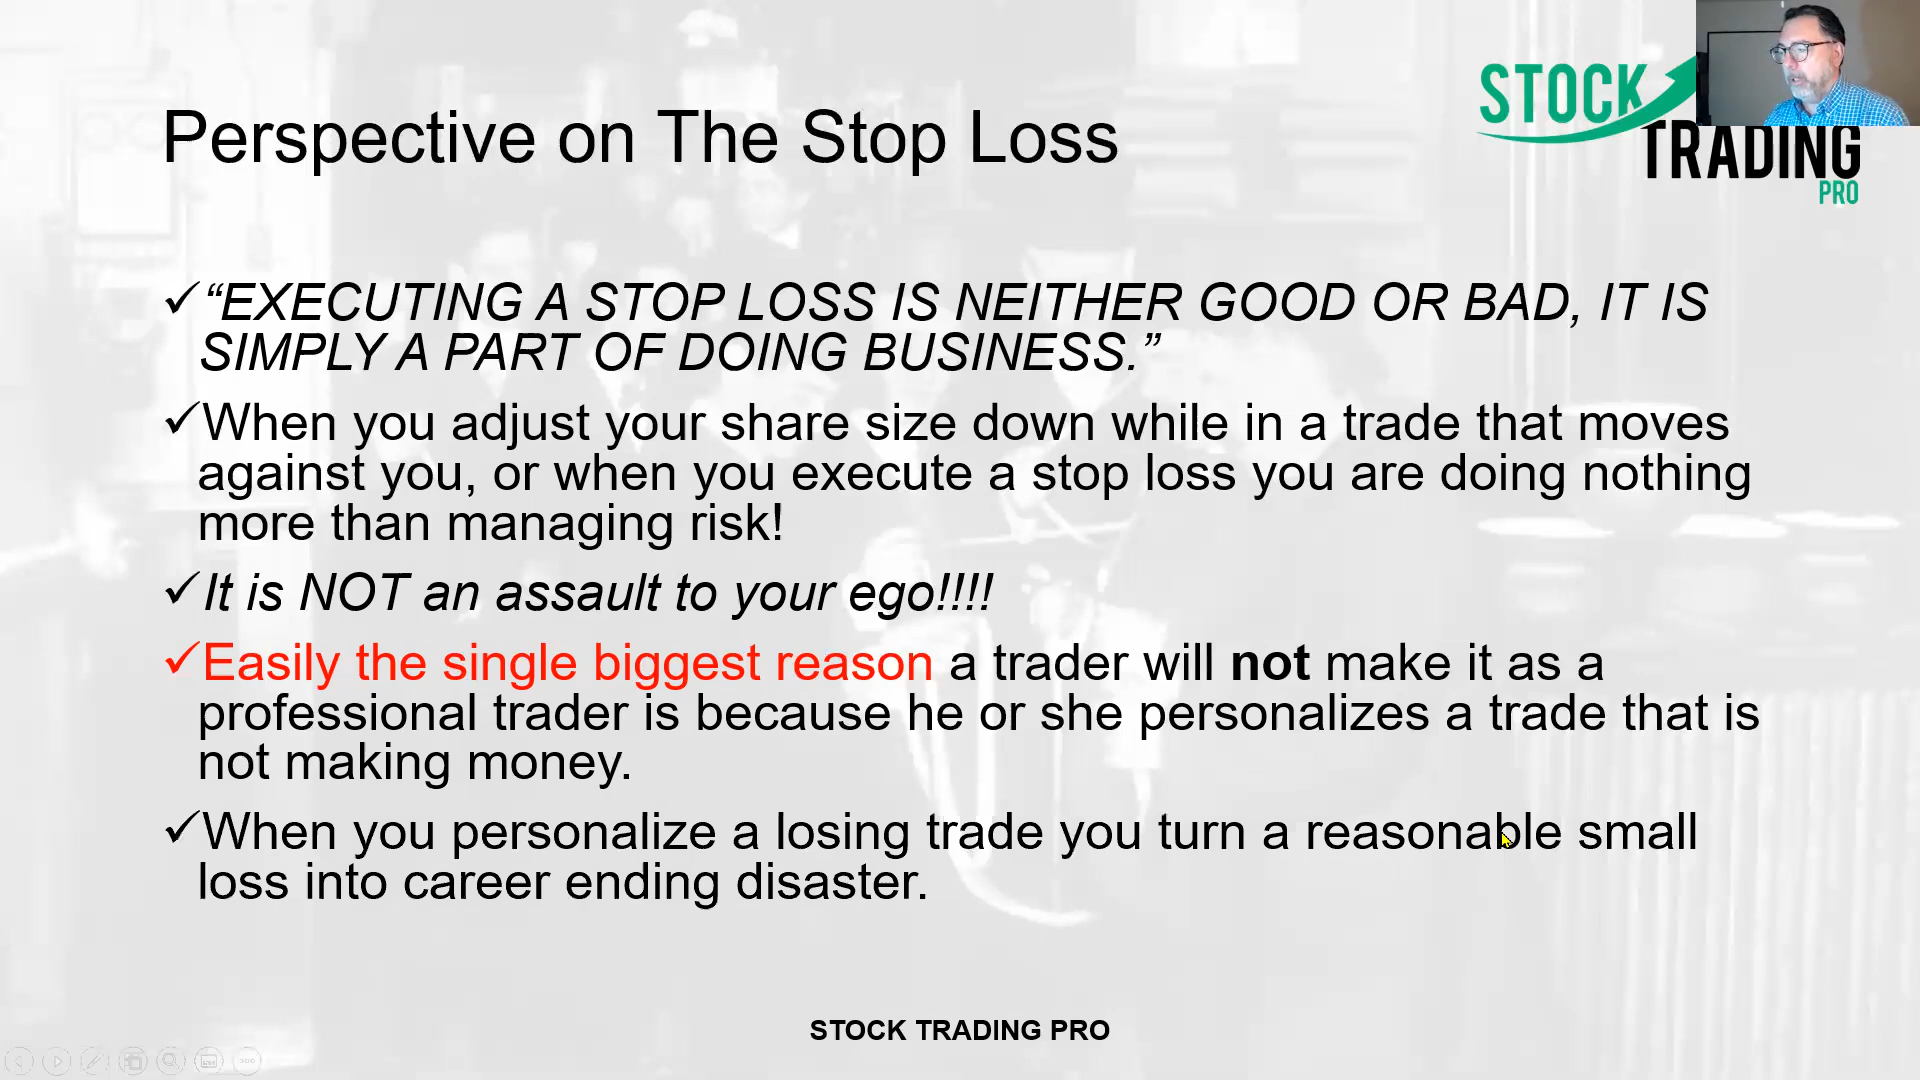 STOCK
TRADING
PRO
Perspective on The Stop Loss
✓“EXECUTING A STOP LOSS IS NEITHER GOOD OR BAD, IT IS
SIMPLY A PART OF DOING BUSINESS.”
✓When you adjust your share size down while in a trade that moves
against you, or when you execute a stop loss you are doing nothing
more than managing risk!
✓It is NOT an assault to your ego!!!!
✓Easily the single biggest reason a trader will not make it as a
professional trader is because he or she personalizes a trade that is
not making money.
✓When you personalize a losing trade you turn a reasonable small
loss into career ending disaster.
STOCK TRADING PRO